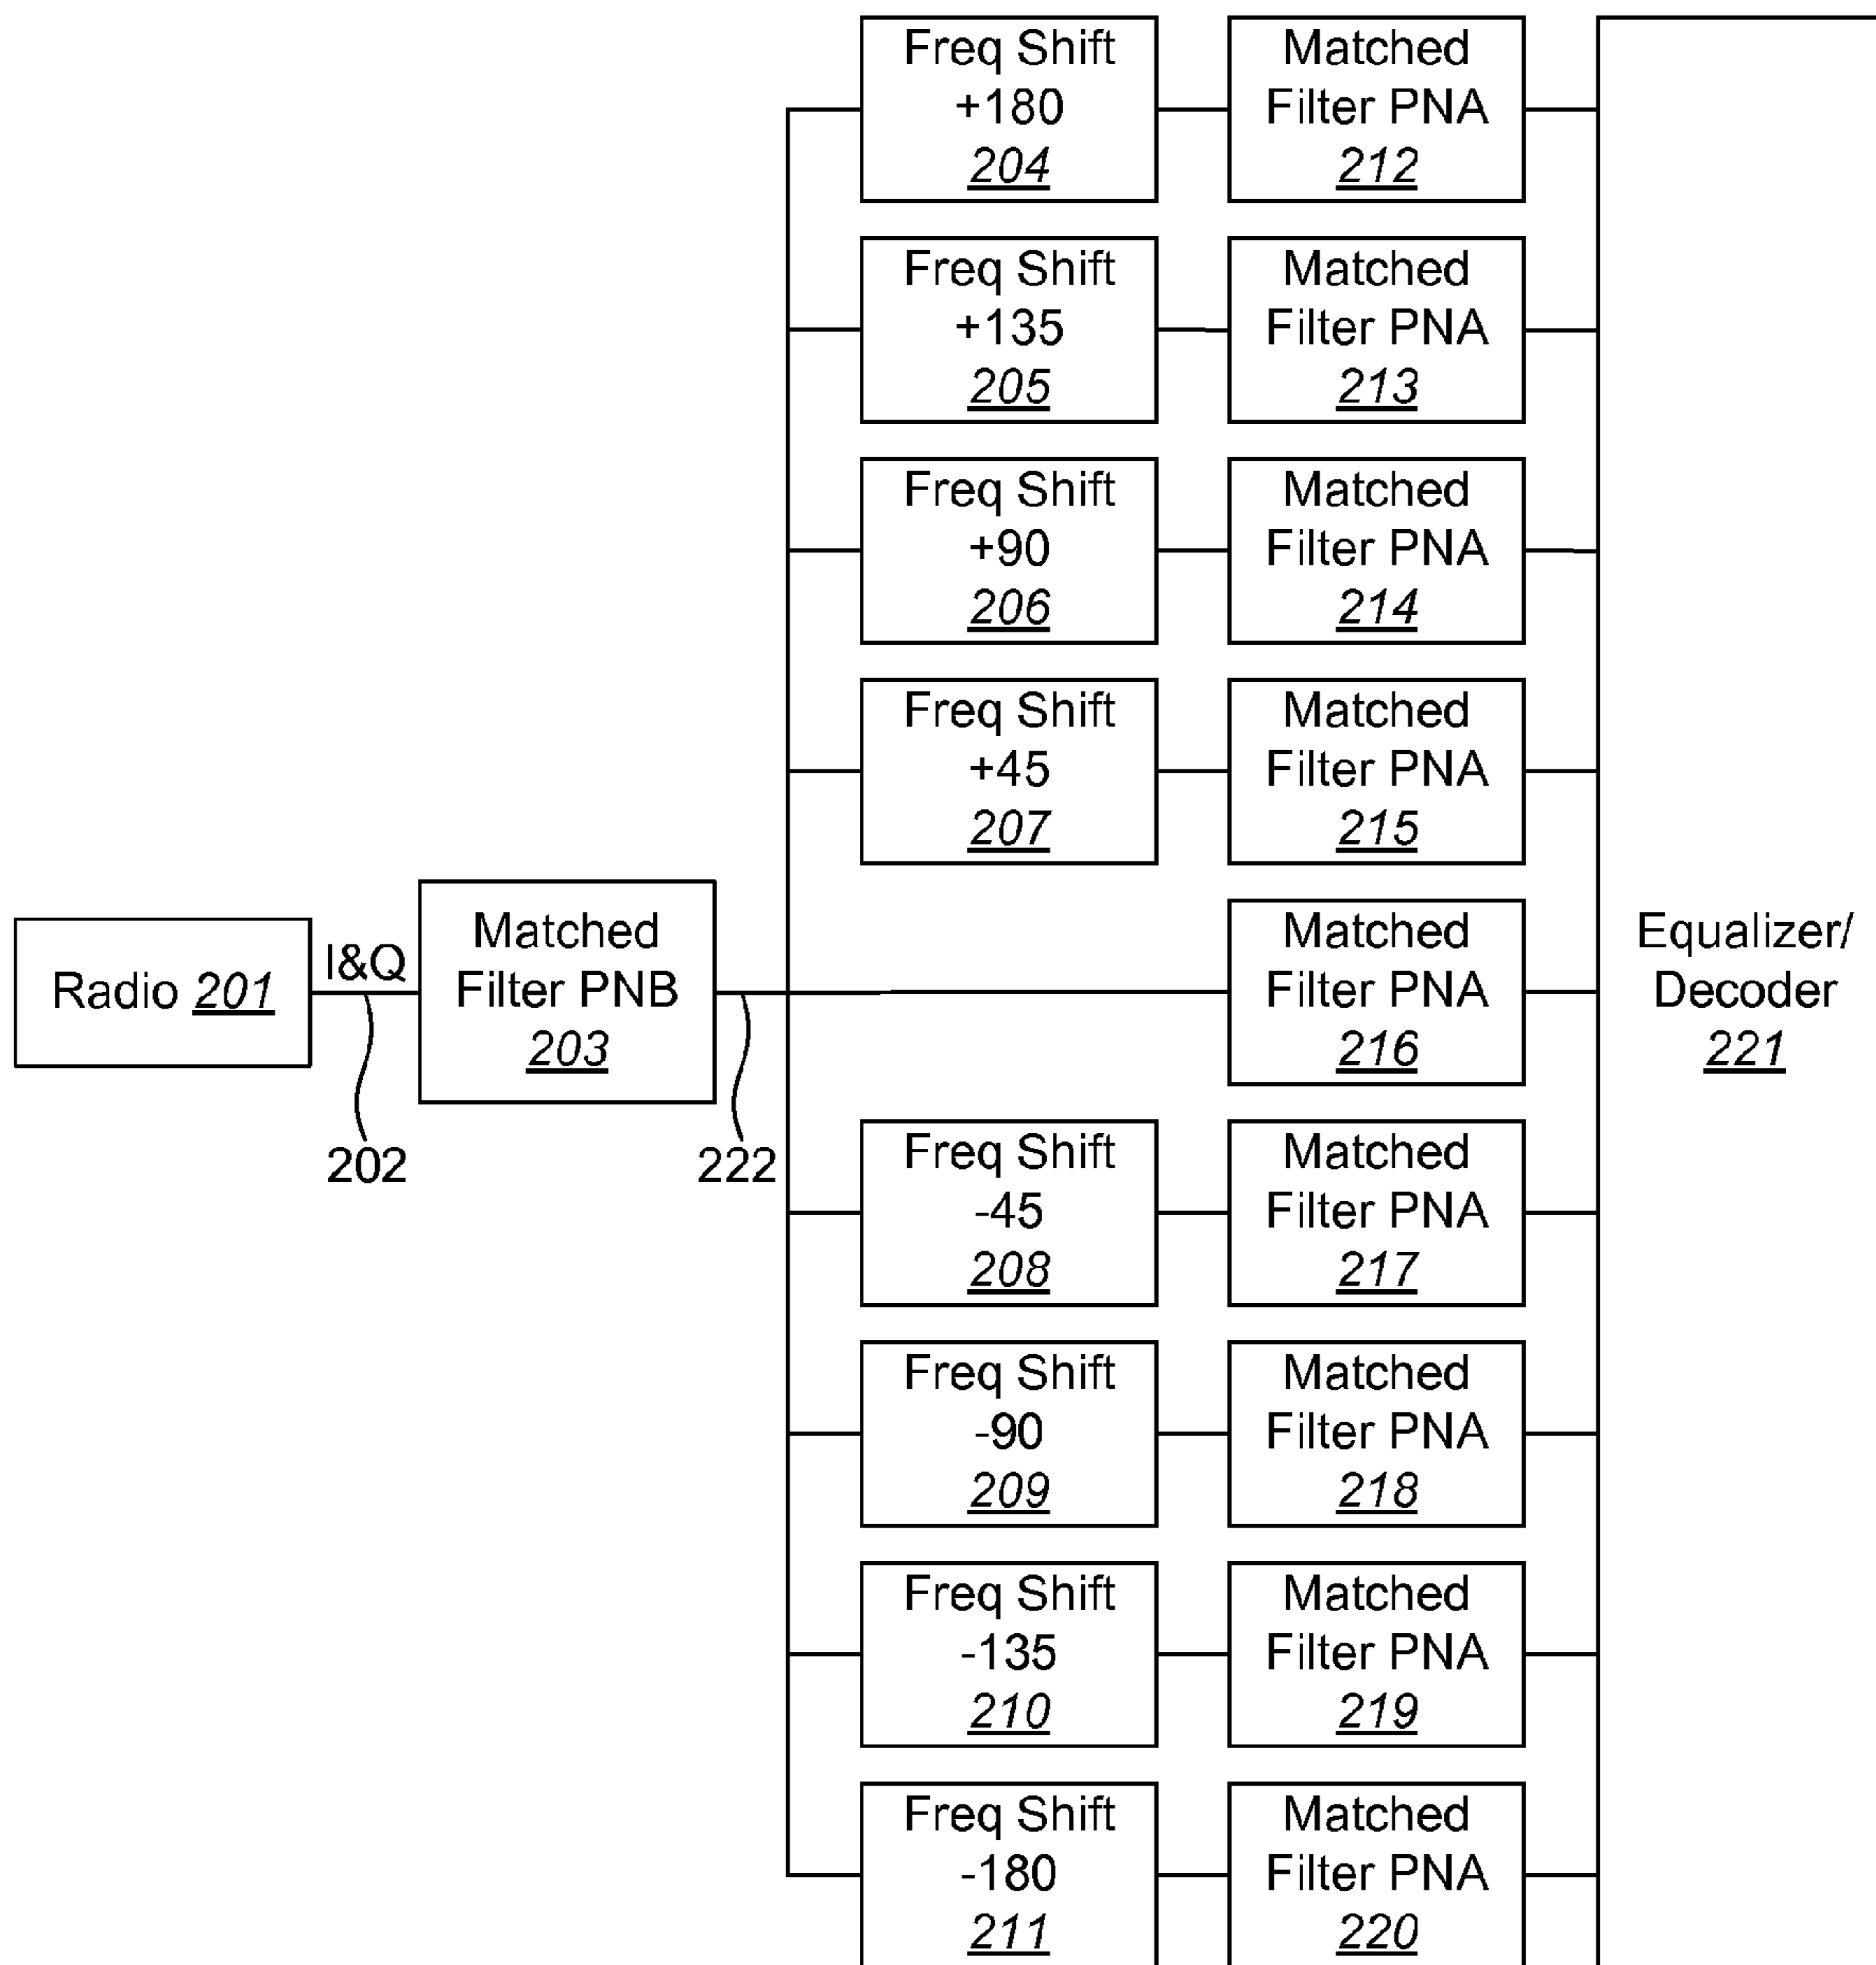 Freq Shift
+180
204
Matched
Filter PNA
212
Freq Shift
+135
205
Matched
Filter PNA
213
Freq Shift
+90
206
Matched
Filter PNA
214
Freq Shift
+45
207
Matched
Filter PNA
215
Radio 201
I&Q
202
Matched
Filter PNB
203
222
Matched
Filter PNA
216
Equalizer/
Decoder
221
Freq Shift
-45
208
Matched
Filter PNA
217
Freq Shift
-90
209
Matched
Filter PNA
218
Freq Shift
-135
210
Matched
Filter PNA
219
Freq Shift
-180
211
Matched
Filter PNA
220